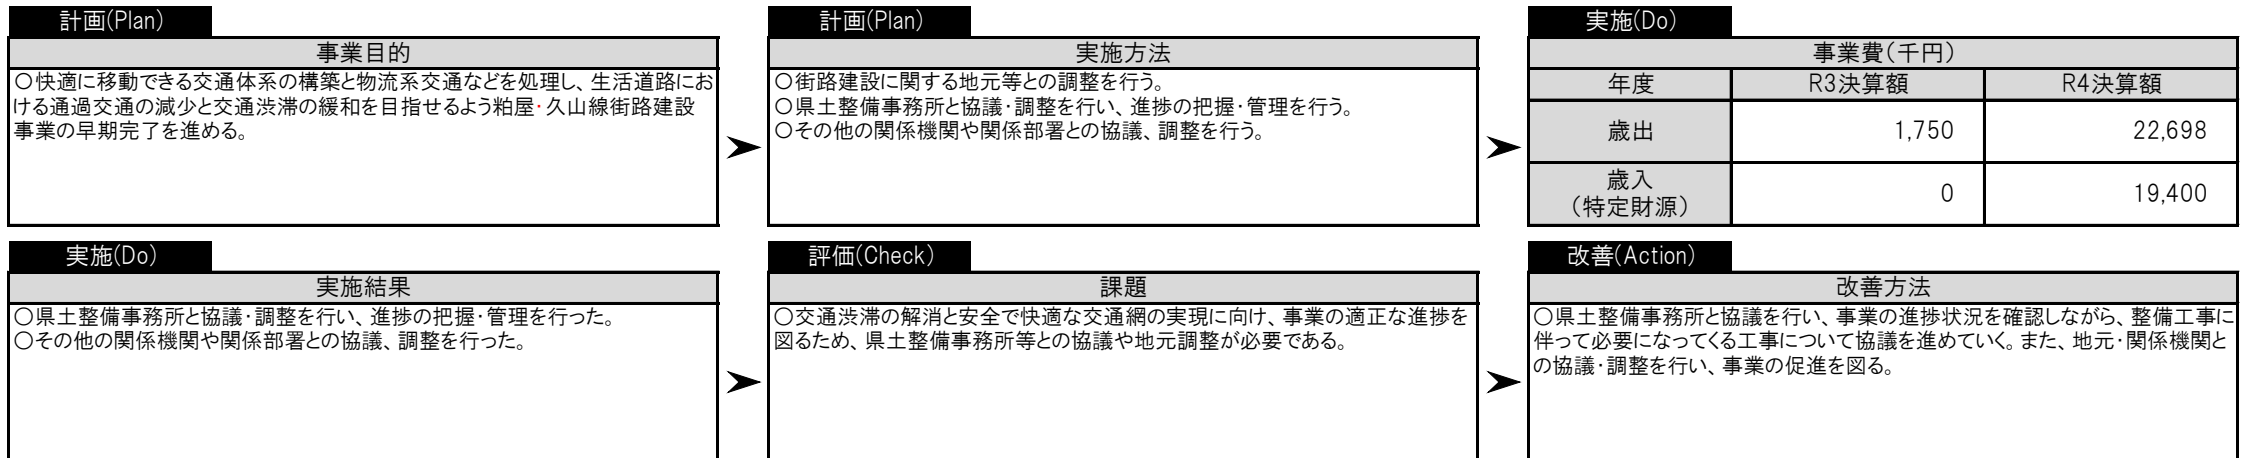 計画(Plan)
事業目的
○快適に移動できる交通体系の構築と物流系交通などを処理し、生活道路にお
ける通過交通の減少と交通渋滞の緩和を目指せるよう粕屋・久山線街路建設
事業の早期完了を進める。
計画(Plan)
実施方法
○街路建設に関する地元等との調整を行う。
○県土整備事務所と協議・調整を行い、進捗の把握・管理を行う。
○その他の関係機関や関係部署との協議、調整を行う。
実施(Do)
事業費(千円)
年度 R3決算額 R4決算額
歳出 1,750 22,698
歳入
(特定財源) 0 19,400
実施(Do)
実施結果
○県土整備事務所と協議・調整を行い、進捗の把握・管理を行った。
○その他の関係機関や関係部署との協議、調整を行った。
評価(Check)
課題
○交通渋滞の解消と安全で快適な交通網の実現に向け、事業の適正な進捗を
図るため、県土整備事務所等との協議や地元調整が必要である。
改善(Action)
改善方法
○県土整備事務所と協議を行い、事業の進捗状況を確認しながら、整備工事に
伴って必要になってくる工事について協議を進めていく。また、地元・関係機関と
の協議・調整を行い、事業の促進を図る。